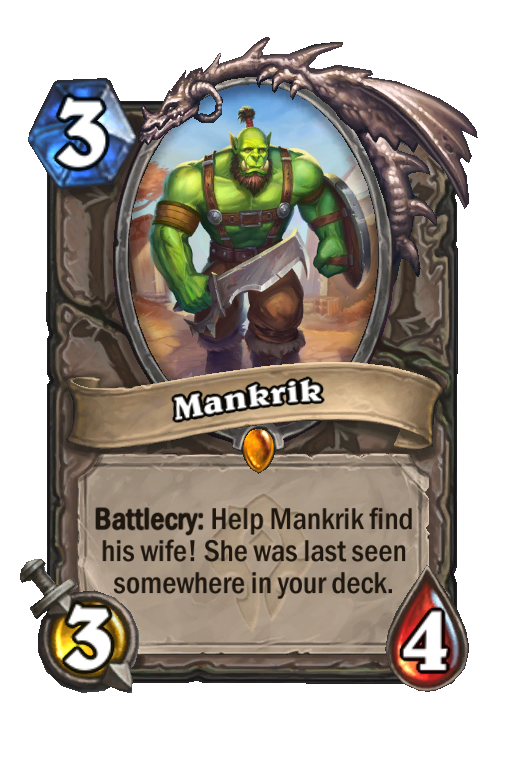 3
Mankrik
Battlecry: Help Mankrik find
his wife! She was last seen
somewhere in your deck.
3
4